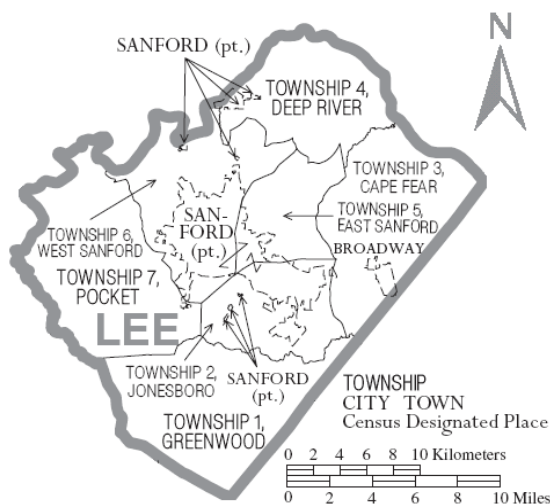 N
SANFORD (pt.)
TOWNSHIP 4,
DEEP RIVER
TOWNSHIP 3,
CAPE FEAR
TOWNSHIP 5,
EAST SANFORD
SAN-
FORD
(pt.)
TOWNSHIP 6,
WEST SANFORD
BROADWAY
TOWNSHIP 7,
POCKET
LEE
TOWNSHIP 2,
JONESBORO
SANFORD
(pt.)
TOWNSHIP 1,
GREENWOOD
TOWNSHIP
CITY TOWN
Census Designated Place
0 2 4 6 8 10 Kilometers
0 2 4 6 8 10 Miles